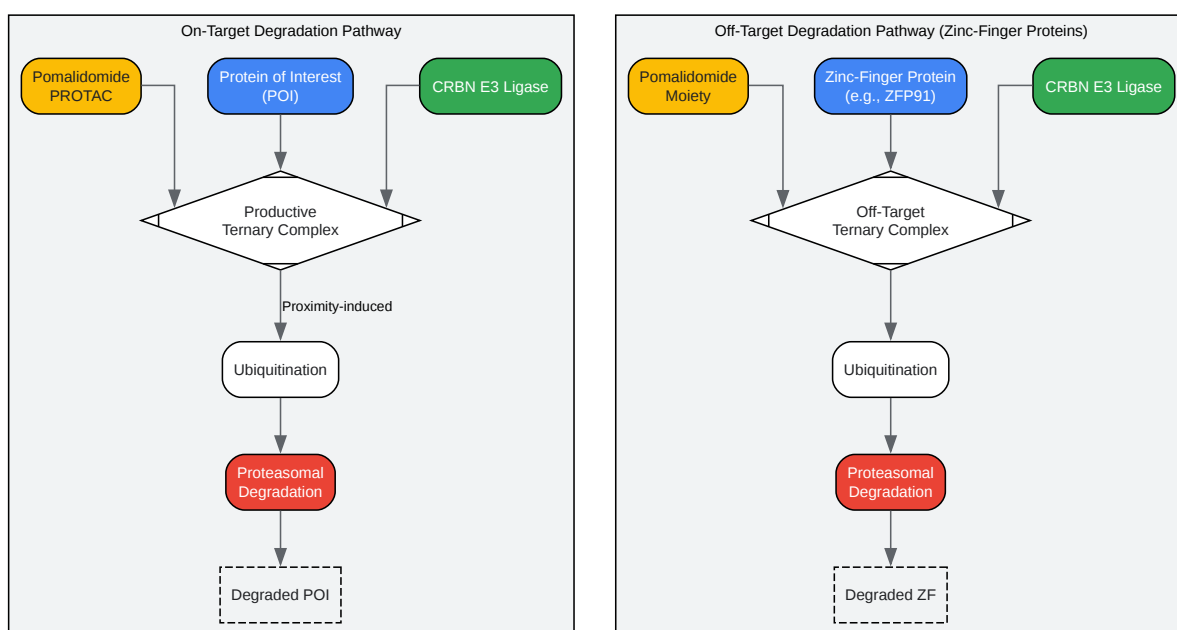 On-Target Degradation Pathway
Pomalidomide
PROTAC
Protein of Interest
(POI)
CRBN E3 Ligase
Productive
Ternary Complex
Proximity-induced
Ubiquitination
Proteasomal
Degradation
Degraded POI
Off-Target Degradation Pathway (Zinc-Finger Proteins)
Pomalidomide
Moiety
Zinc-Finger Protein
(e.g., ZFP91)
CRBN E3 Ligase
Off-Target
Ternary Complex
Ubiquitination
Proteasomal
Degradation
Degraded ZF